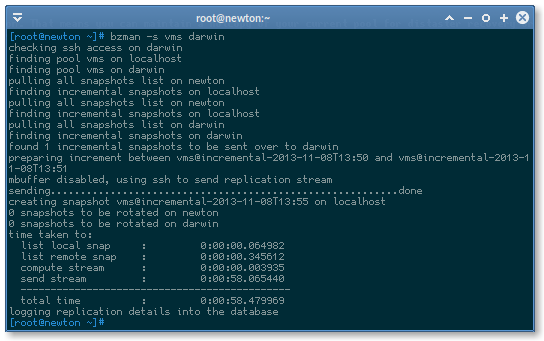 root@newton:~
[root@newton ~]# bzman -s vms darwin
checking ssh access on darwin
finding pool vms on localhost
finding pool vms on darwin
pulling all snapshots list on newton
finding incremental snapshots on localhost
pulling all snapshots list on newton
finding incremental snapshots on localhost
pulling all snapshots list on darwin
finding incremental snapshots on darwin
found 1 incremental snapshots to be sent over to darwin
preparing increment between vms@incremental-2013-11-08T13:50 and vms@incremental-2013-1
1-08T13:51
mbuffer disabled, using ssh to send replication stream
sending..........................................................done
creating snapshot vms@incremental-2013-11-08T13:55 on localhost
0 snapshots to be rotated on newton
0 snapshots to be rotated on darwin
time taken to:
  list local snap     :         0:00:00.064982
  list remote snap    :         0:00:00.345612
  compute stream      :         0:00:00.003935
  send stream         :         0:00:58.065440
  ---------------------------------------------
  total time          :         0:00:58.479969
logging replication details into the database
[root@newton ~]#